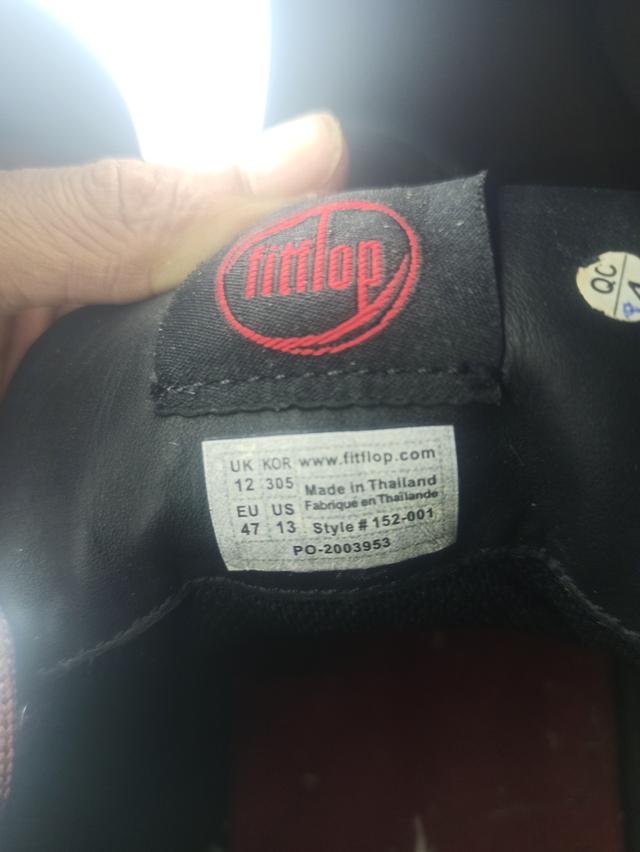 fitflop
QC
UK KOR www.fitflop.com
12 305 Made in Thailand
Fabriqué en Thaïlande
EU US
47 13 Style # 152-001
PO-2003953